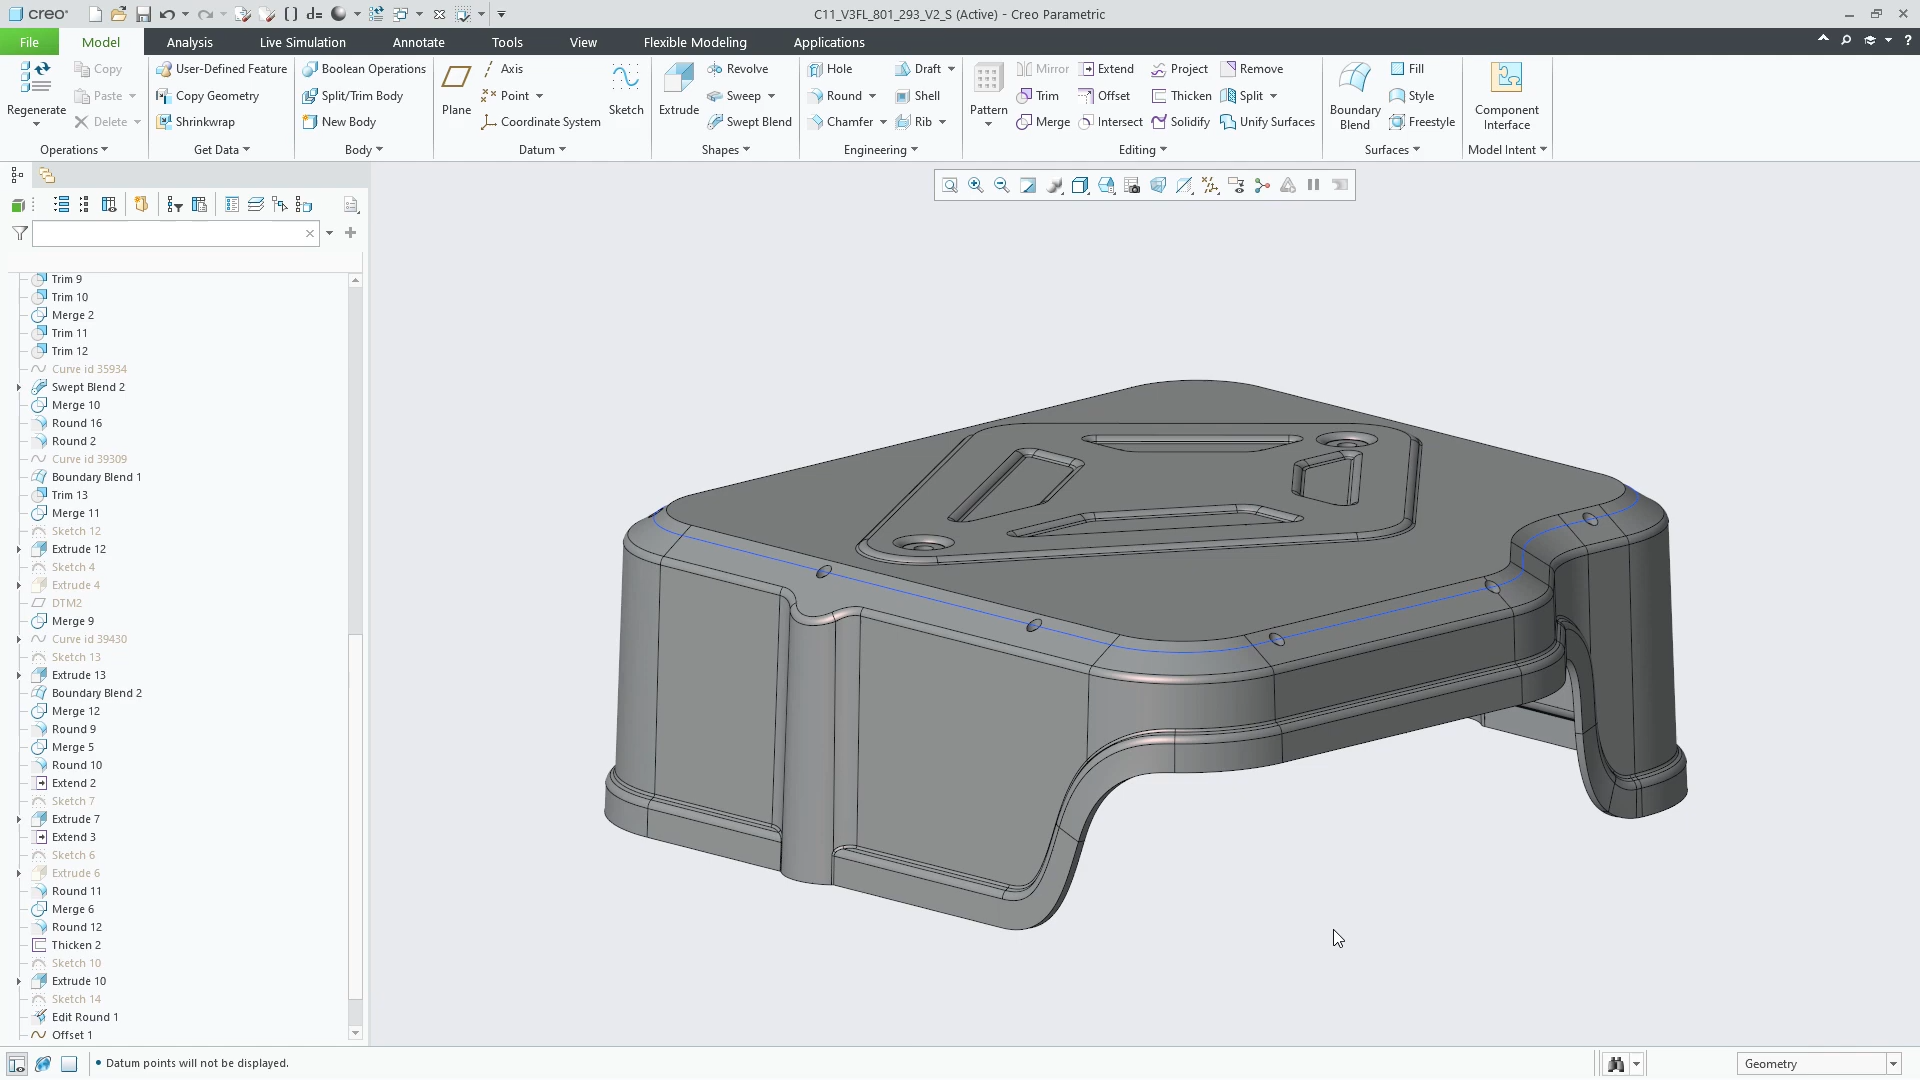 creo
d=
C11_V3FL_801_293_V2_S (Active) - Creo Parametric
File Model Analysis Live Simulation Annotate Tools View Flexible Modeling Applications
Regenerate
Copy
Paste
Delete
Operations
User-Defined Feature
Copy Geometry
Shrinkwrap
Get Data
Boolean Operations
Split/Trim Body
New Body
Body
Plane
Axis
Point
Coordinate System
Sketch
Datum
Extrude
Revolve
Sweep
Swept Blend
Shapes
Hole
Draft
Round
Shell
Chamfer
Rib
Engineering
Pattern
Mirror
Extend
Project
Remove
Trim
Offset
Thicken
Split
Merge
Intersect
Solidify
Unify Surfaces
Editing
Boundary
Blend
Fill
Style
Freestyle
Surfaces
Component
Interface
Model Intent
Trim 9
Trim 10
Merge 2
Trim 11
Trim 12
Curve id 35934
Swept Blend 2
Merge 10
Round 16
Round 2
Curve id 39309
Boundary Blend 1
Trim 13
Merge 11
Sketch 12
Extrude 12
Sketch 4
Extrude 4
DTM2
Merge 9
Curve id 39430
Sketch 13
Extrude 13
Boundary Blend 2
Merge 12
Round 9
Merge 5
Round 10
Extend 2
Sketch 7
Extrude 7
Extend 3
Sketch 6
Extrude 6
Round 11
Merge 6
Round 12
Thicken 2
Sketch 10
Extrude 10
Sketch 14
Edit Round 1
Offset 1
• Datum points will not be displayed.
Geometry